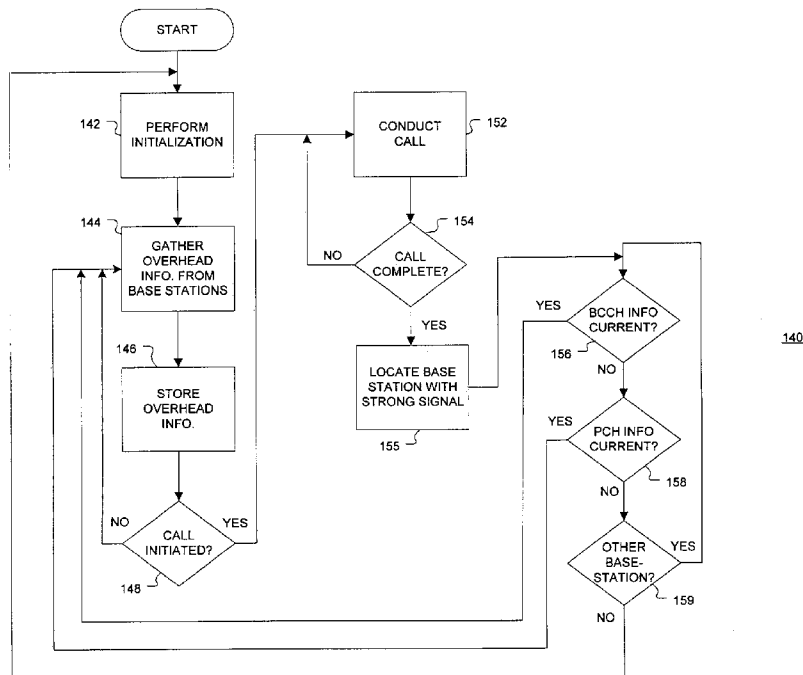 START
142
PERFORM
INITIALIZATION
144
GATHER
OVERHEAD
INFO. FROM
BASE STATIONS
146
STORE
OVERHEAD
INFO.
NO
YES
CALL
INITIATED?
148
CONDUCT
CALL
152
154
NO
CALL
COMPLETE?
YES
LOCATE BASE
STATION WITH
STRONG SIGNAL
155
YES
BCCH INFO
CURRENT?
156
NO
YES
PCH INFO
CURRENT?
158
NO
OTHER
BASE-
STATION?
YES
159
NO
140